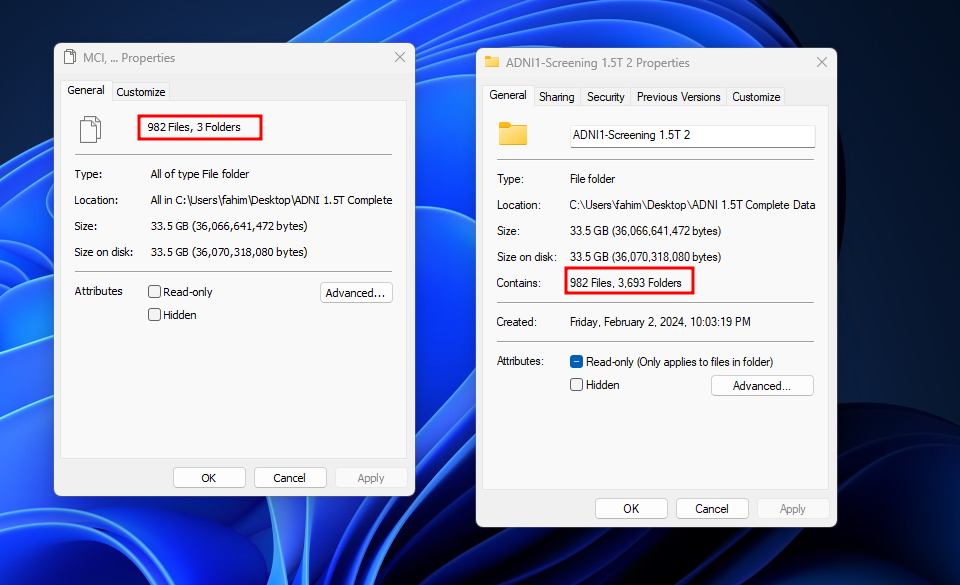 MCI, ... Properties
General
Customize
982 Files, 3 Folders
Type:
All of type File folder
Location:
All in C:\Users\fahim\Desktop\ADNI 1.5T Complete
Size:
33.5 GB (36,066,641,472 bytes)
Size on disk:
33.5 GB (36,070,318,080 bytes)
Attributes
Read-only
Advanced...
Hidden
OK
Cancel
Apply
ADNI1-Screening 1.5T 2 Properties
General
Sharing
Security
Previous Versions
Customize
ADNI1-Screening 1.5T 2
Type:
File folder
Location:
C:\Users\fahim\Desktop\ADNI 1.5T Complete Data
Size:
33.5 GB (36,066,641,472 bytes)
Size on disk:
33.5 GB (36,070,318,080 bytes)
Contains:
982 Files, 3,693 Folders
Created:
Friday, February 2, 2024, 10:03:19 PM
Attributes:
Read-only (Only applies to files in folder)
Hidden
Advanced...
OK
Cancel
Apply